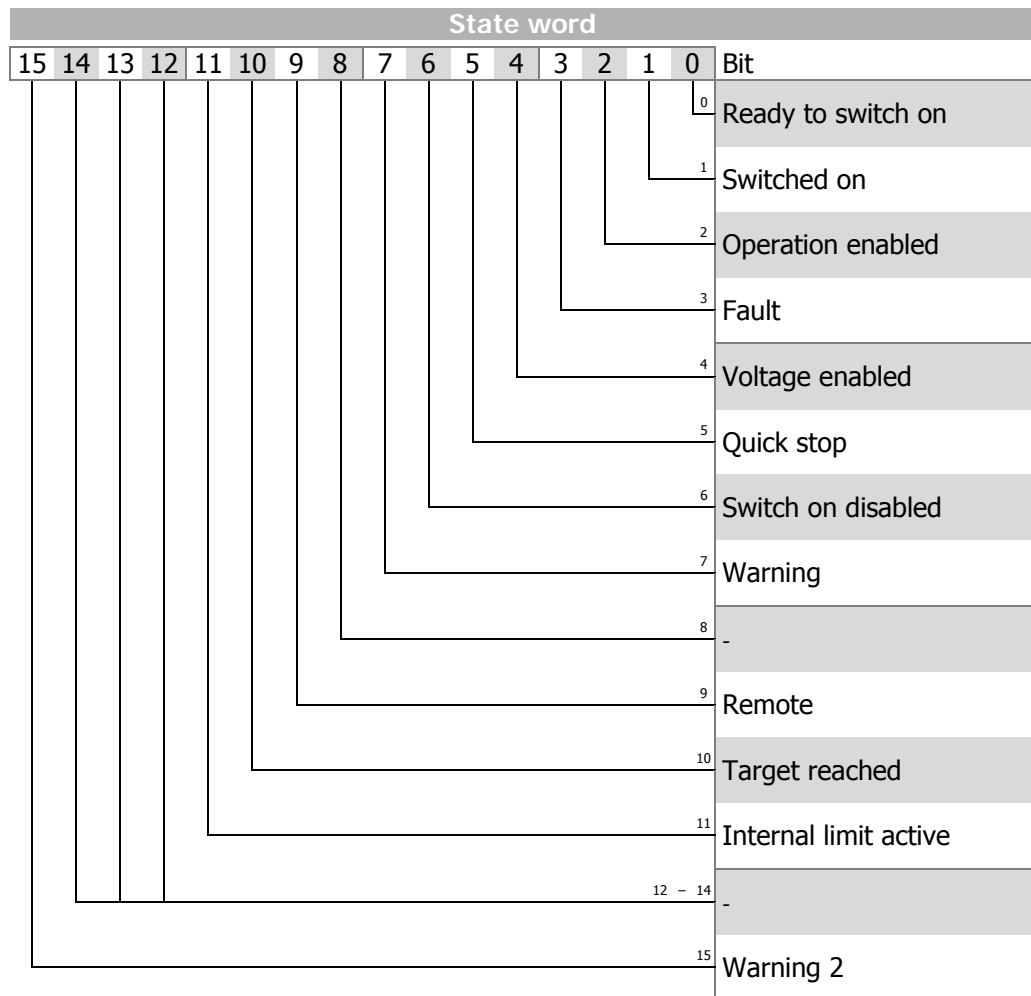 State word
15 14 13 12 11 10 9 8 7 6 5 4 3 2 1 0 Bit
0 Ready to switch on
1 Switched on
2 Operation enabled
3 Fault
4 Voltage enabled
5 Quick stop
6 Switch on disabled
7 Warning
8 -
9 Remote
10 Target reached
11 Internal limit active
12 – 14 -
15 Warning 2